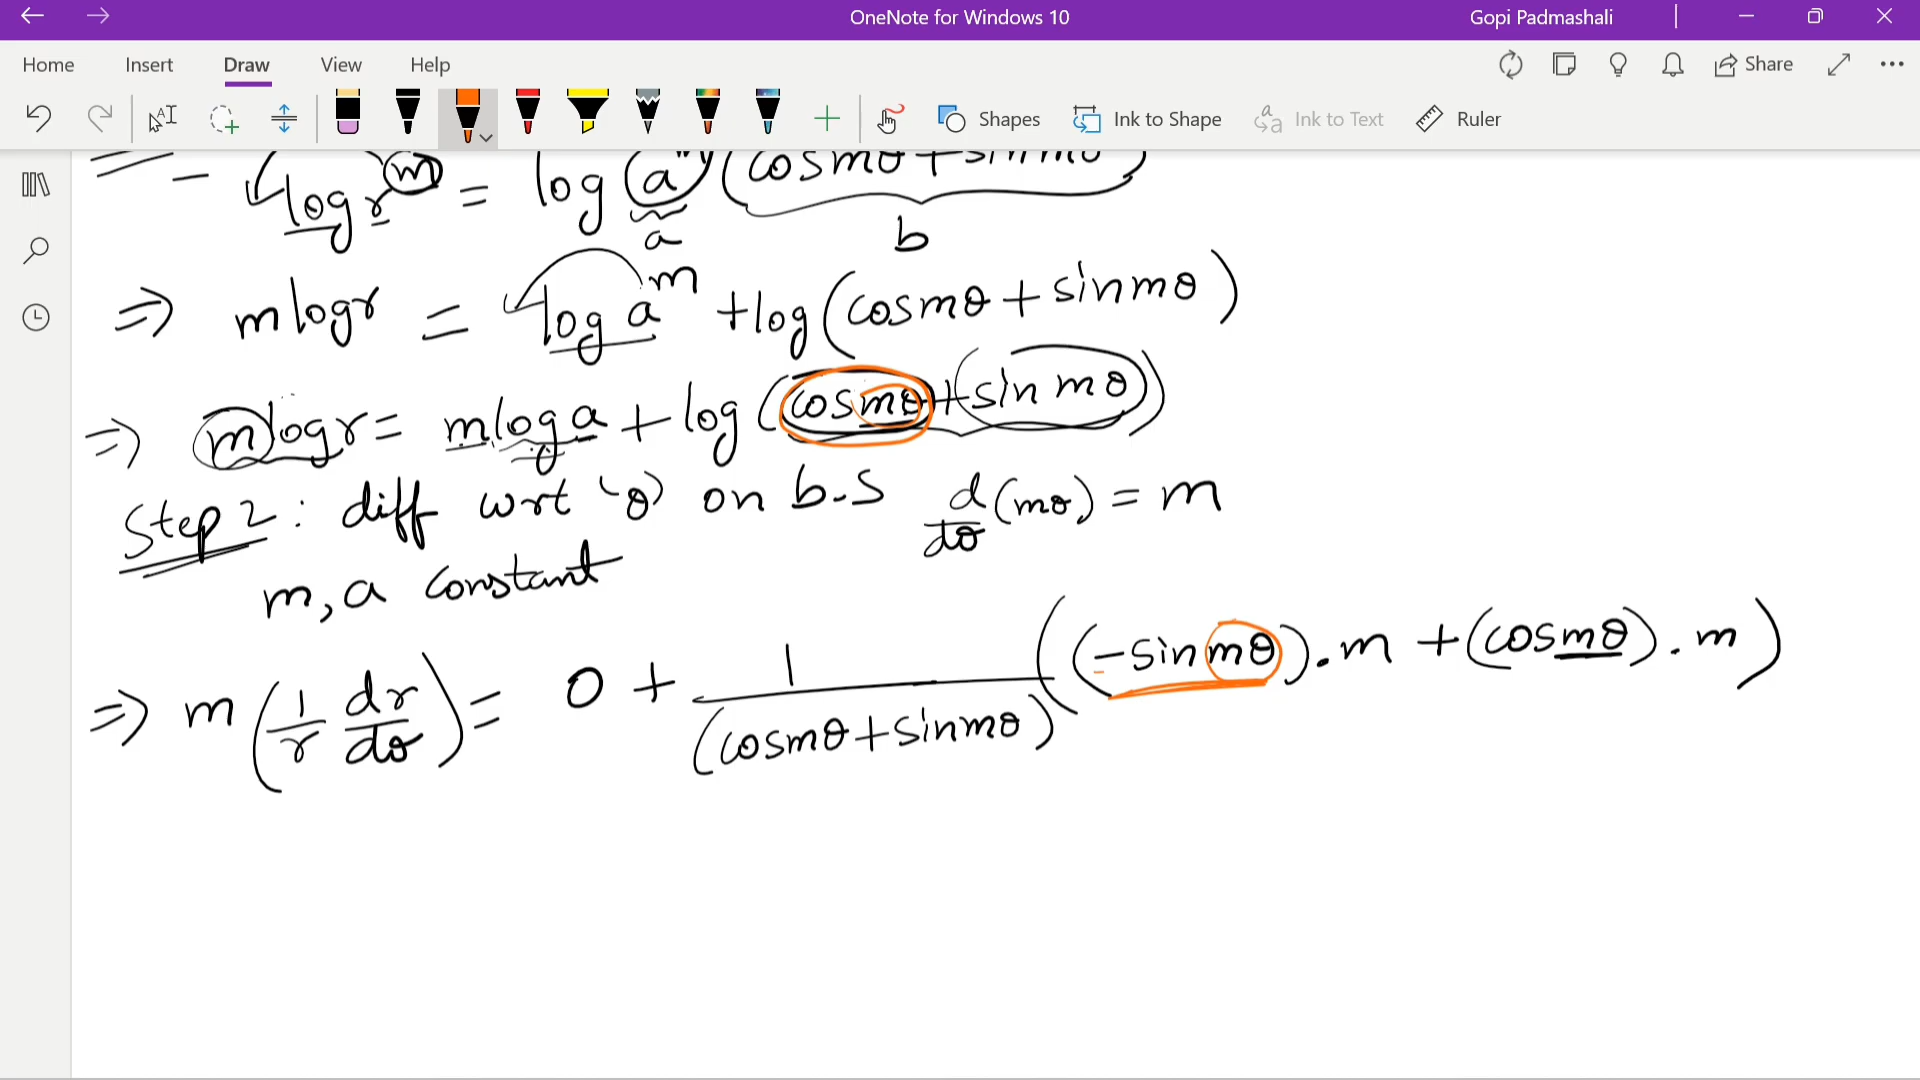 OneNote for Windows 10
Gopi Padmashali
Home Insert Draw View Help
Share
Shapes Ink to Shape Ink to Text Ruler
log r^m = log (a^m) (cosmθ + sinmθ)
a b
⇒ m log r = log a^m + log (cosmθ + sinmθ)
⇒ m log r = m log a + log (cosmθ + (sin mθ))
Step 2 : diff wrt 'θ' on b.s d/dθ (mθ) = m
m, a constant
⇒ m (1/r dr/dθ) = 0 + 1/(cosmθ + sinmθ) ((-sinmθ).m + (cosmθ).m)